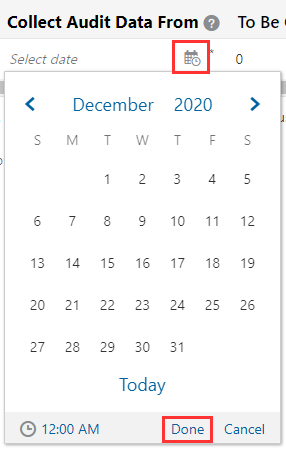 Collect Audit Data From ? To Be
Select date * 0
December 2020
S M T W T F S
1 2 3 4 5
6 7 8 9 10 11 12
13 14 15 16 17 18 19
20 21 22 23 24 25 26
27 28 29 30 31
Today
12:00 AM Done Cancel